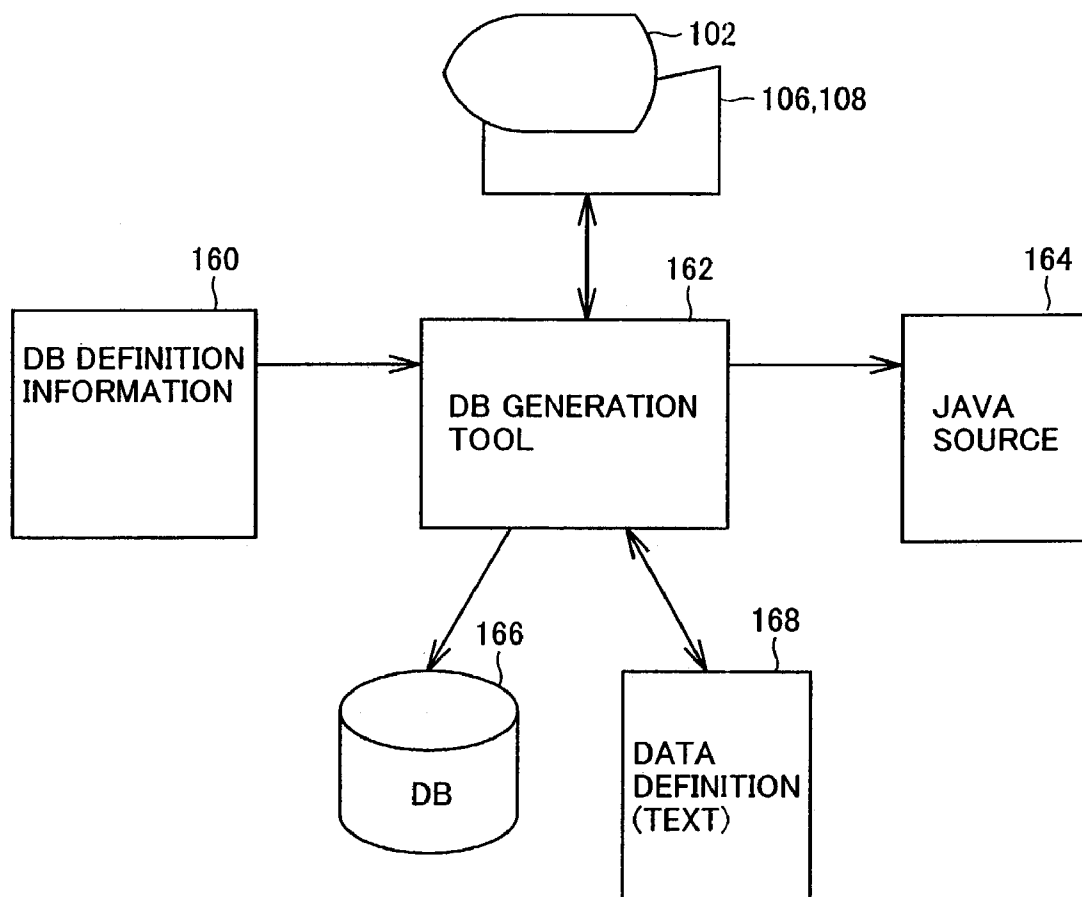 102
106,108
160
162
164
DB DEFINITION
INFORMATION
DB GENERATION
TOOL
JAVA
SOURCE
166
168
DB
DATA
DEFINITION
(TEXT)